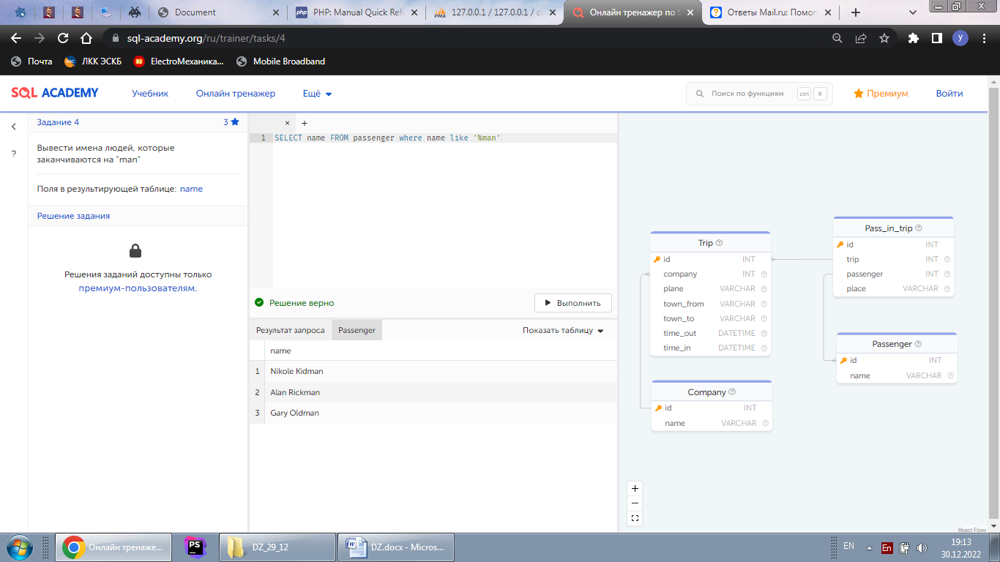 Document
PHP: Manual Quick Refe
127.0.0.1 / 127.0.0.1 / ci
Онлайн тренажер по S
Ответы Mail.ru: Помог
sql-academy.org/ru/trainer/tasks/4
У
Почта
ЛКК ЭСКБ
ElectroМеханика...
Mobile Broadband
SQL ACADEMY
Учебник
Онлайн тренажер
Ещё
Поиск по функциям
ctrl
K
Премиум
Войти
Задание 4
3
?
Вывести имена людей, которые
заканчиваются на "man"
Поля в результирующей таблице: name
Решение задания
Решения заданий доступны только
премиум-пользователям.
1 SELECT name FROM passenger where name like '%man'
Решение верно
Выполнить
Результат запроса
Passenger
Показать таблицу
name
1 Nikole Kidman
2 Alan Rickman
3 Gary Oldman
Trip
id INT
company INT
plane VARCHAR
town_from VARCHAR
town_to VARCHAR
time_out DATETIME
time_in DATETIME
Company
id INT
name VARCHAR
Pass_in_trip
id INT
trip INT
passenger INT
place VARCHAR
Passenger
id INT
name VARCHAR
React Flow
Онлайн тренаже...
PS
DZ_29_12
DZ.docx - Micros...
EN
En
19:13
30.12.2022